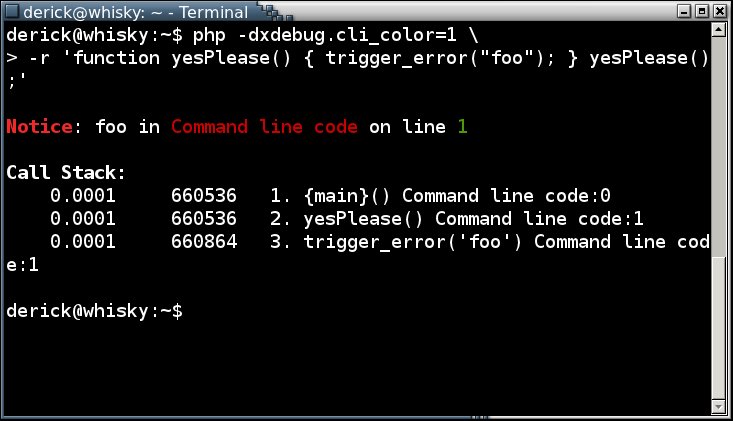 derick@whisky: ~ - Terminal
derick@whisky:~$ php -dxdebug.cli_color=1 \
> -r 'function yesPlease() { trigger_error("foo"); } yesPlease()
;'
Notice: foo in Command line code on line 1
Call Stack:
    0.0001     660536   1. {main}() Command line code:0
    0.0001     660536   2. yesPlease() Command line code:1
    0.0001     660864   3. trigger_error('foo') Command line cod
e:1
derick@whisky:~$